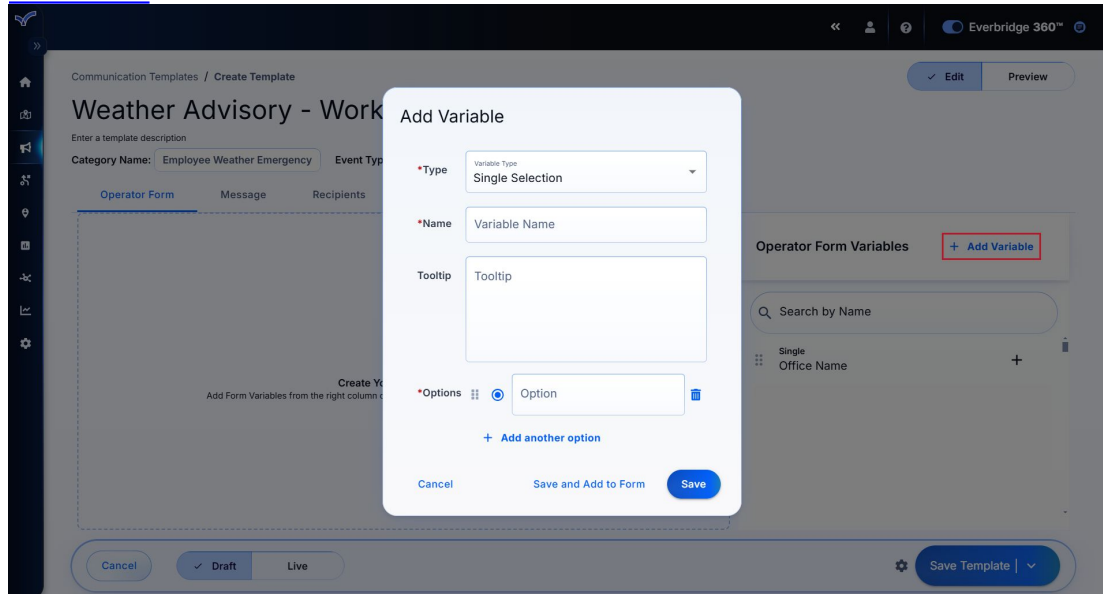 Everbridge 360™
Communication Templates / Create Template
Edit
Preview
Weather Advisory - Work
Enter a template description
Category Name: Employee Weather Emergency Event Typ
Operator Form Message Recipients
Create Yo
Add Form Variables from the right column
Add Variable
*Type
Variable Type
Single Selection
*Name
Variable Name
Tooltip
Tooltip
*Options
Option
+ Add another option
Cancel
Save and Add to Form
Save
Operator Form Variables
+ Add Variable
Search by Name
Single
Office Name
Cancel
Draft
Live
Save Template